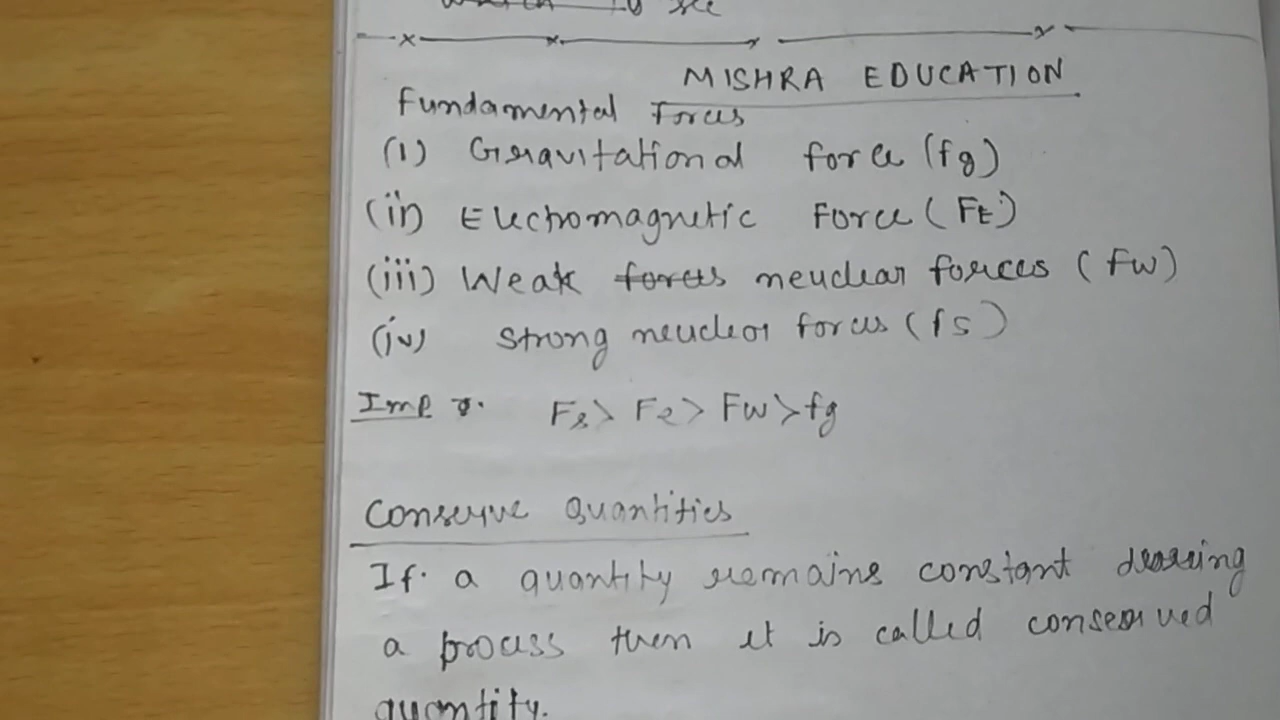 MISHRA EDUCATION
Fundamental Forces
(i) Gravitational force (fg)
(ii) Electromagnetic Force (FE)
(iii) Weak forces neuclear forces (FW)
(iv) Strong neuclear forces (fs)
Imp Fs > Fe > Fw > fg
Conserve Quantities
If a quantity remains constant during
a process then it is called conserved
quantity.